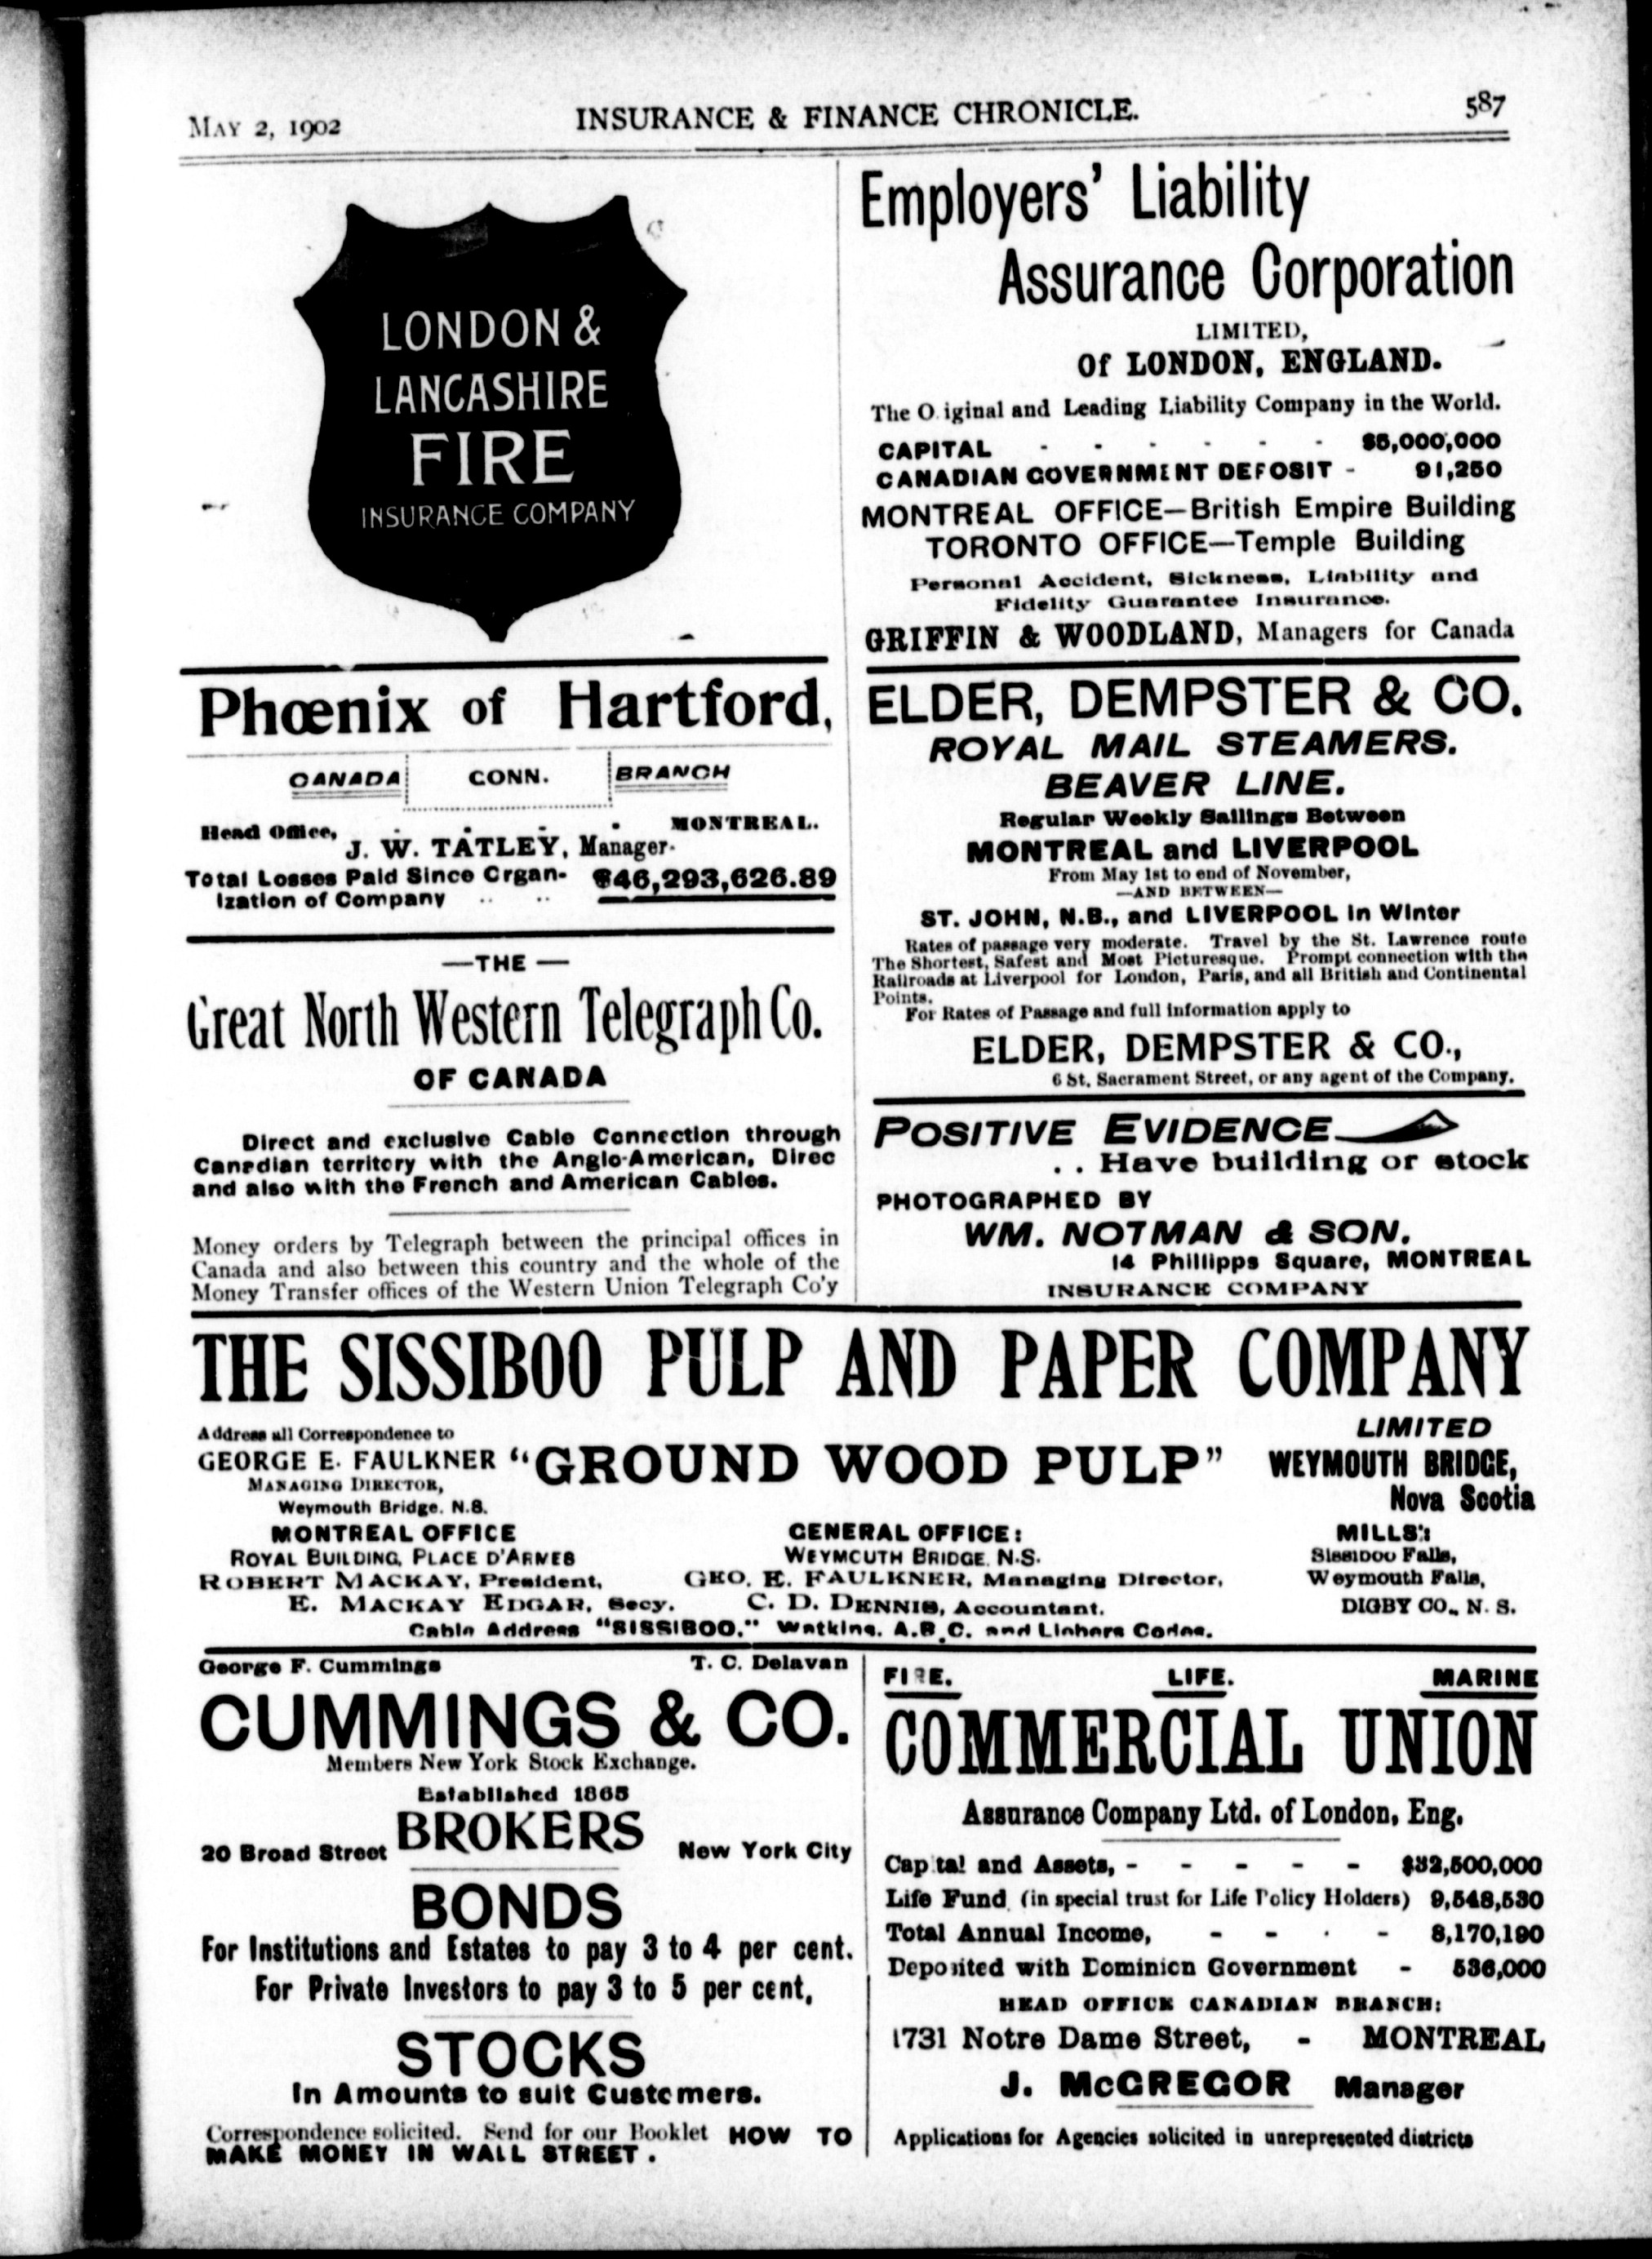 MAY 2, 1902
INSURANCE & FINANCE CHRONICLE.
587
LONDON &
LANCASHIRE
FIRE
INSURANCE COMPANY
Phœnix of Hartford,
CANADA CONN. BRANCH
Head Office, - - - - MONTREAL.
J. W. TATLEY, Manager.
Total Losses Paid Since Organ- $46,293,626.89
ization of Company .. ..
—THE—
Great North Western Telegraph Co.
OF CANADA
Direct and exclusive Cable Connection through
Canadian territory with the Anglo-American, Direc
and also with the French and American Cables.
Money orders by Telegraph between the principal offices in
Canada and also between this country and the whole of the
Money Transfer offices of the Western Union Telegraph Co'y
Employers' Liability
Assurance Corporation
LIMITED,
Of LONDON, ENGLAND.
The O iginal and Leading Liability Company in the World.
CAPITAL - - - - - - $5,000,000
CANADIAN GOVERNMENT DEPOSIT - 91,250
MONTREAL OFFICE—British Empire Building
TORONTO OFFICE—Temple Building
Personal Accident, Sickness, Liability and
Fidelity Guarantee Insurance.
GRIFFIN & WOODLAND, Managers for Canada
ELDER, DEMPSTER & CO.
ROYAL MAIL STEAMERS.
BEAVER LINE.
Regular Weekly Sailings Between
MONTREAL and LIVERPOOL
From May 1st to end of November,
—AND BETWEEN—
ST. JOHN, N.B., and LIVERPOOL In Winter
Rates of passage very moderate. Travel by the St. Lawrence route
The Shortest, Safest and Most Picturesque. Prompt connection with the
Railroads at Liverpool for London, Paris, and all British and Continental
Points.
For Rates of Passage and full information apply to
ELDER, DEMPSTER & CO.,
6 St. Sacrament Street, or any agent of the Company.
POSITIVE EVIDENCE
. . Have building or stock
PHOTOGRAPHED BY
WM. NOTMAN & SON.
14 Phillipps Square, MONTREAL
INSURANCE COMPANY
THE SISSIBOO PULP AND PAPER COMPANY
LIMITED
Address all Correspondence to
GEORGE E. FAULKNER "GROUND WOOD PULP" WEYMOUTH BRIDGE,
MANAGING DIRECTOR,
Weymouth Bridge, N.S.
Nova Scotia
MONTREAL OFFICE GENERAL OFFICE: MILLS:
ROYAL BUILDING, PLACE D'ARMES WEYMOUTH BRIDGE, N.S. Sissiboo Falls,
ROBERT MACKAY, President, GEO. E. FAULKNER, Managing Director, Weymouth Falls,
E. MACKAY EDGAR, Secy. C. D. DENNIS, Accountant. DIGBY CO., N. S.
Cable Address "SISSIBOO." Watkins, A.B.C. and Liebers Codes.
George F. Cummings T. C. Delavan
CUMMINGS & CO.
Members New York Stock Exchange.
Established 1865
20 Broad Street BROKERS New York City
BONDS
For Institutions and Estates to pay 3 to 4 per cent.
For Private Investors to pay 3 to 5 per cent,
STOCKS
In Amounts to suit Customers.
Correspondence solicited. Send for our Booklet HOW TO
MAKE MONEY IN WALL STREET.
FIRE. LIFE. MARINE
COMMERCIAL UNION
Assurance Company Ltd. of London, Eng.
Capital and Assets, - - - - - $32,500,000
Life Fund (in special trust for Life Policy Holders) 9,548,530
Total Annual Income, - - - - 8,170,190
Deposited with Dominion Government - 536,000
HEAD OFFICE CANADIAN BRANCH:
1731 Notre Dame Street, - MONTREAL
J. McGREGOR Manager
Applications for Agencies solicited in unrepresented districts